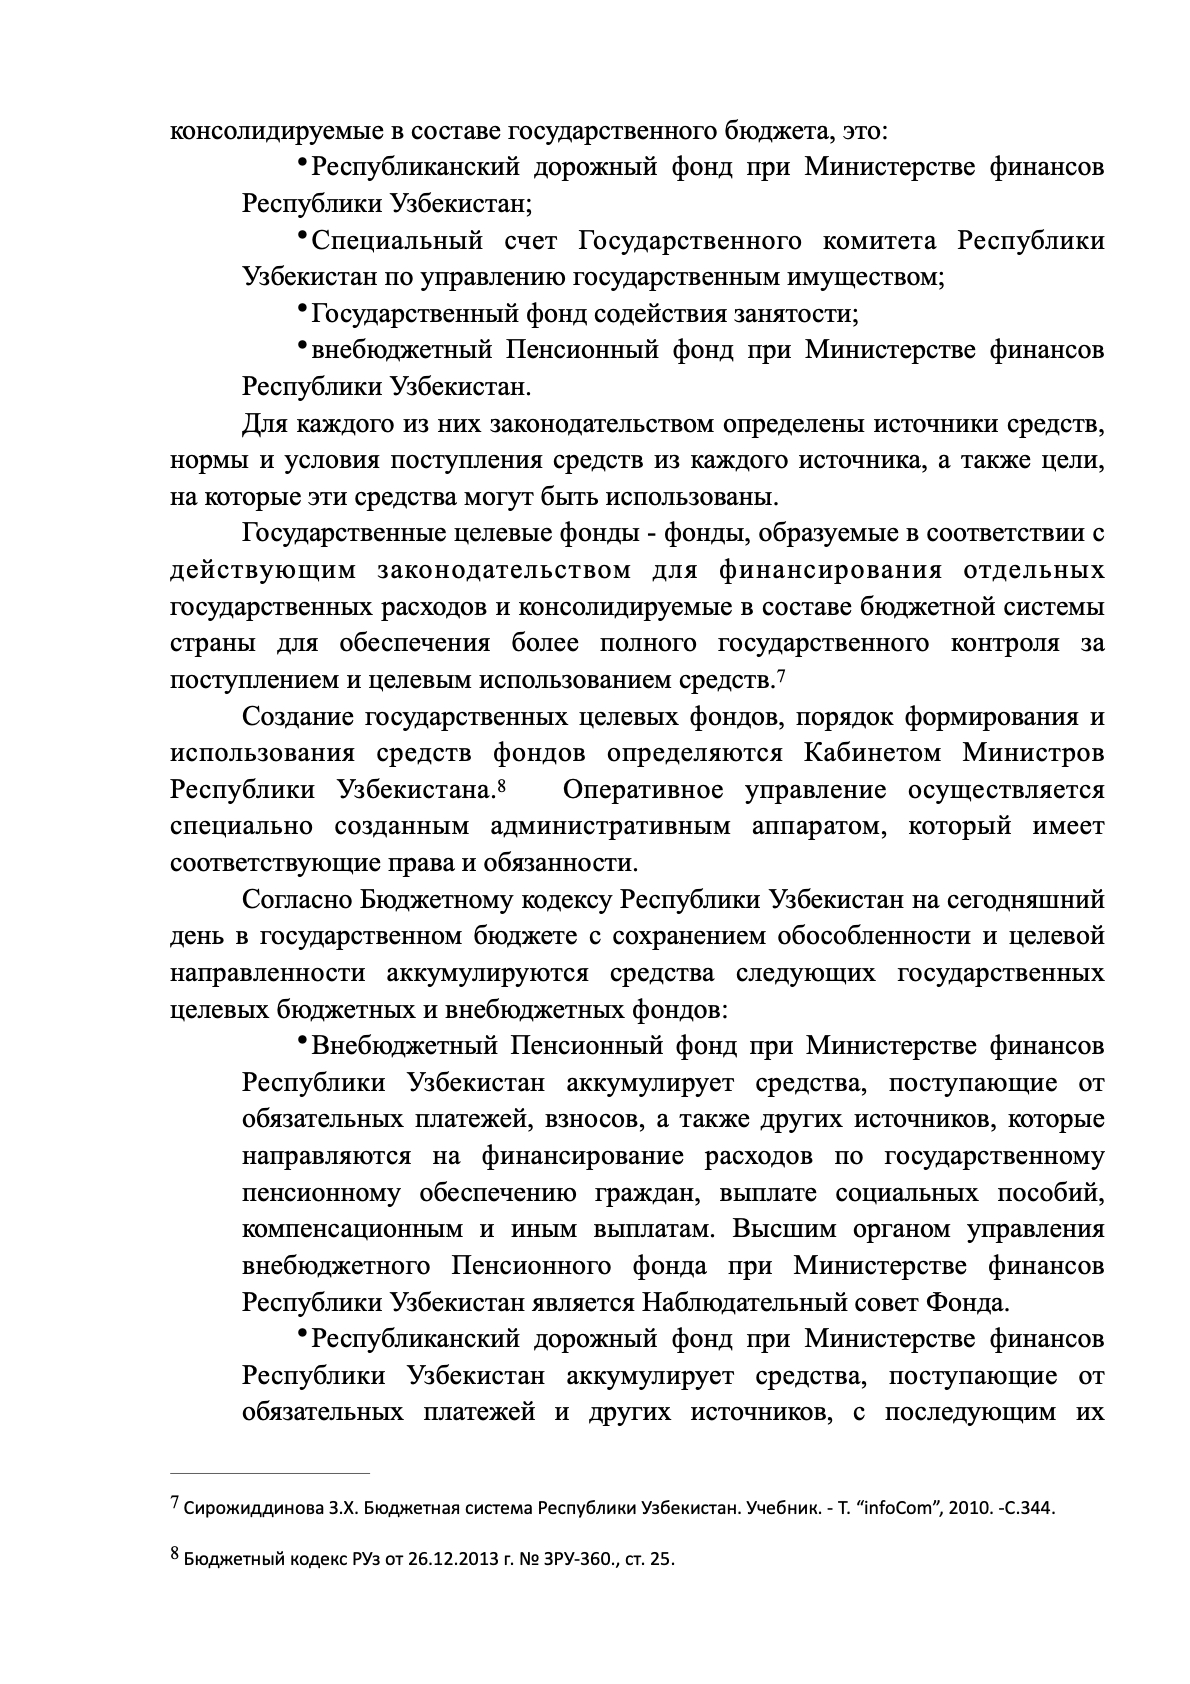 консолидируемые в составе государственного бюджета, это:
•Республиканский дорожный фонд при Министерстве финансов
Республики Узбекистан;
•Специальный счет Государственного комитета Республики
Узбекистан по управлению государственным имуществом;
•Государственный фонд содействия занятости;
•внебюджетный Пенсионный фонд при Министерстве финансов
Республики Узбекистан.
Для каждого из них законодательством определены источники средств,
нормы и условия поступления средств из каждого источника, а также цели,
на которые эти средства могут быть использованы.
Государственные целевые фонды - фонды, образуемые в соответствии с
действующим законодательством для финансирования отдельных
государственных расходов и консолидируемые в составе бюджетной системы
страны для обеспечения более полного государственного контроля за
поступлением и целевым использованием средств.7
Создание государственных целевых фондов, порядок формирования и
использования средств фондов определяются Кабинетом Министров
Республики Узбекистана.8 Оперативное управление осуществляется
специально созданным административным аппаратом, который имеет
соответствующие права и обязанности.
Согласно Бюджетному кодексу Республики Узбекистан на сегодняшний
день в государственном бюджете с сохранением обособленности и целевой
направленности аккумулируются средства следующих государственных
целевых бюджетных и внебюджетных фондов:
•Внебюджетный Пенсионный фонд при Министерстве финансов
Республики Узбекистан аккумулирует средства, поступающие от
обязательных платежей, взносов, а также других источников, которые
направляются на финансирование расходов по государственному
пенсионному обеспечению граждан, выплате социальных пособий,
компенсационным и иным выплатам. Высшим органом управления
внебюджетного Пенсионного фонда при Министерстве финансов
Республики Узбекистан является Наблюдательный совет Фонда.
•Республиканский дорожный фонд при Министерстве финансов
Республики Узбекистан аккумулирует средства, поступающие от
обязательных платежей и других источников, с последующим их
7 Сирожиддинова З.Х. Бюджетная система Республики Узбекистан. Учебник. - Т. “infoCom”, 2010. -С.344.
8 Бюджетный кодекс РУз от 26.12.2013 г. № ЗРУ-360., ст. 25.